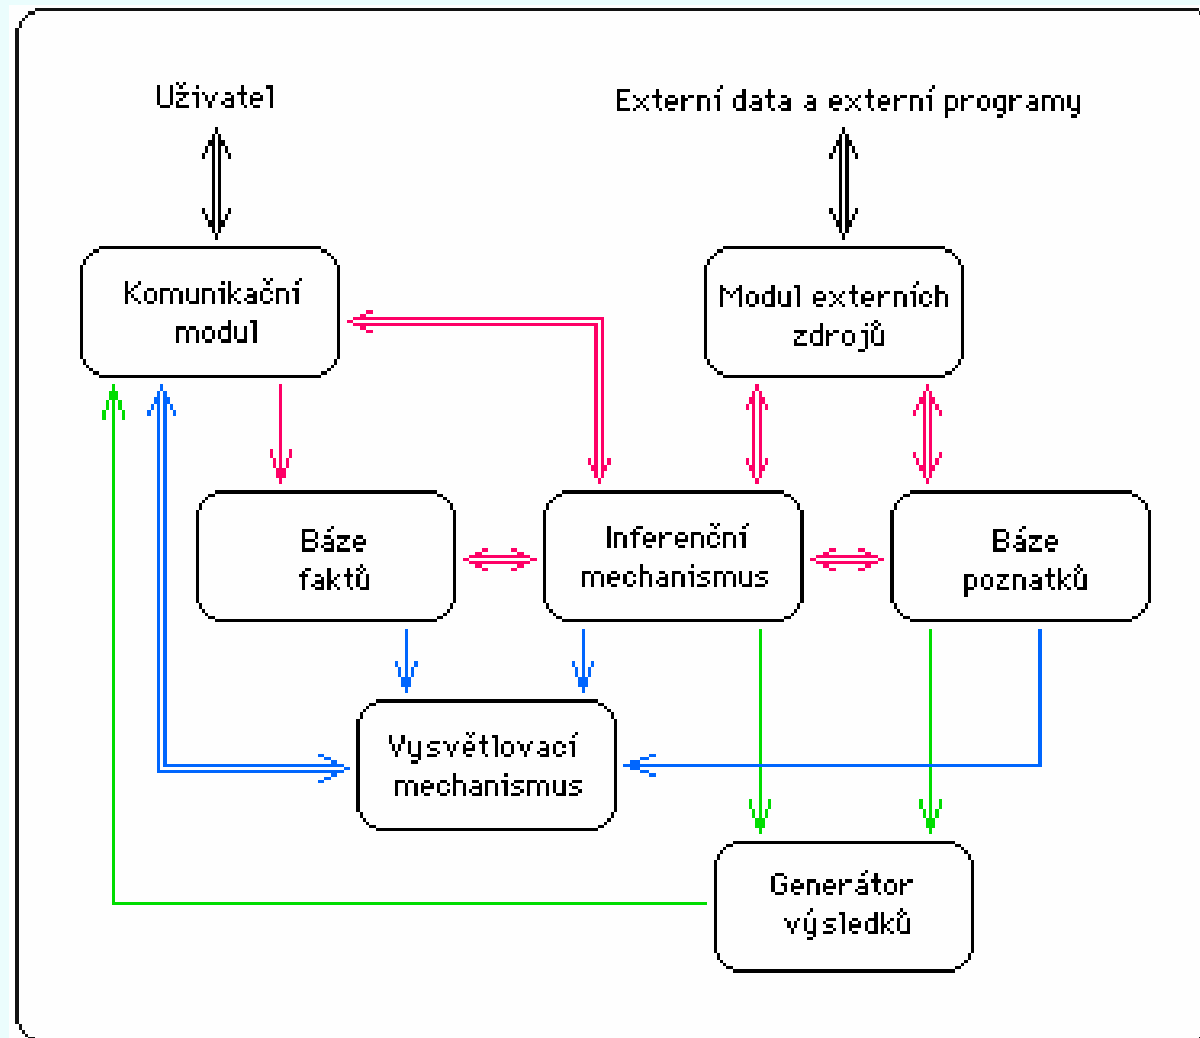 Uživatel
Externí data a externí programy
Komunikační
modul
Modul externích
zdrojů
Báze
faktů
Inferenční
mechanismus
Báze
poznatků
Vysvětlovací
mechanismus
Generátor
výsledků